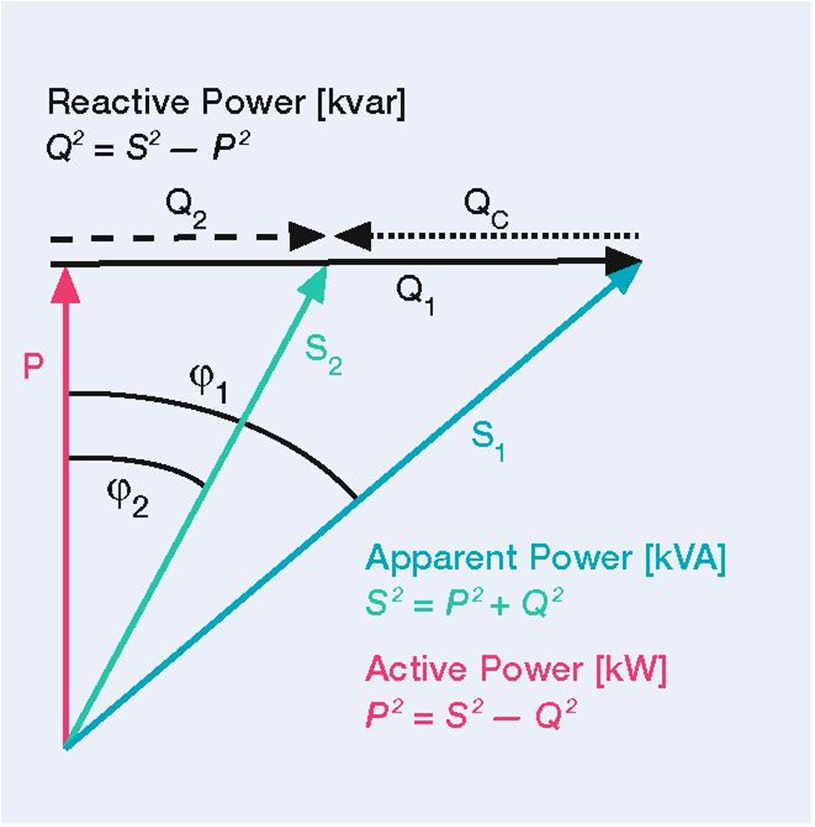 Reactive Power [kvar]
Q² = S² — P²
Q₂
Q_C
Q₁
P
S₂
φ₁
S₁
φ₂
Apparent Power [kVA]
S² = P² + Q²
Active Power [kW]
P² = S² — Q²